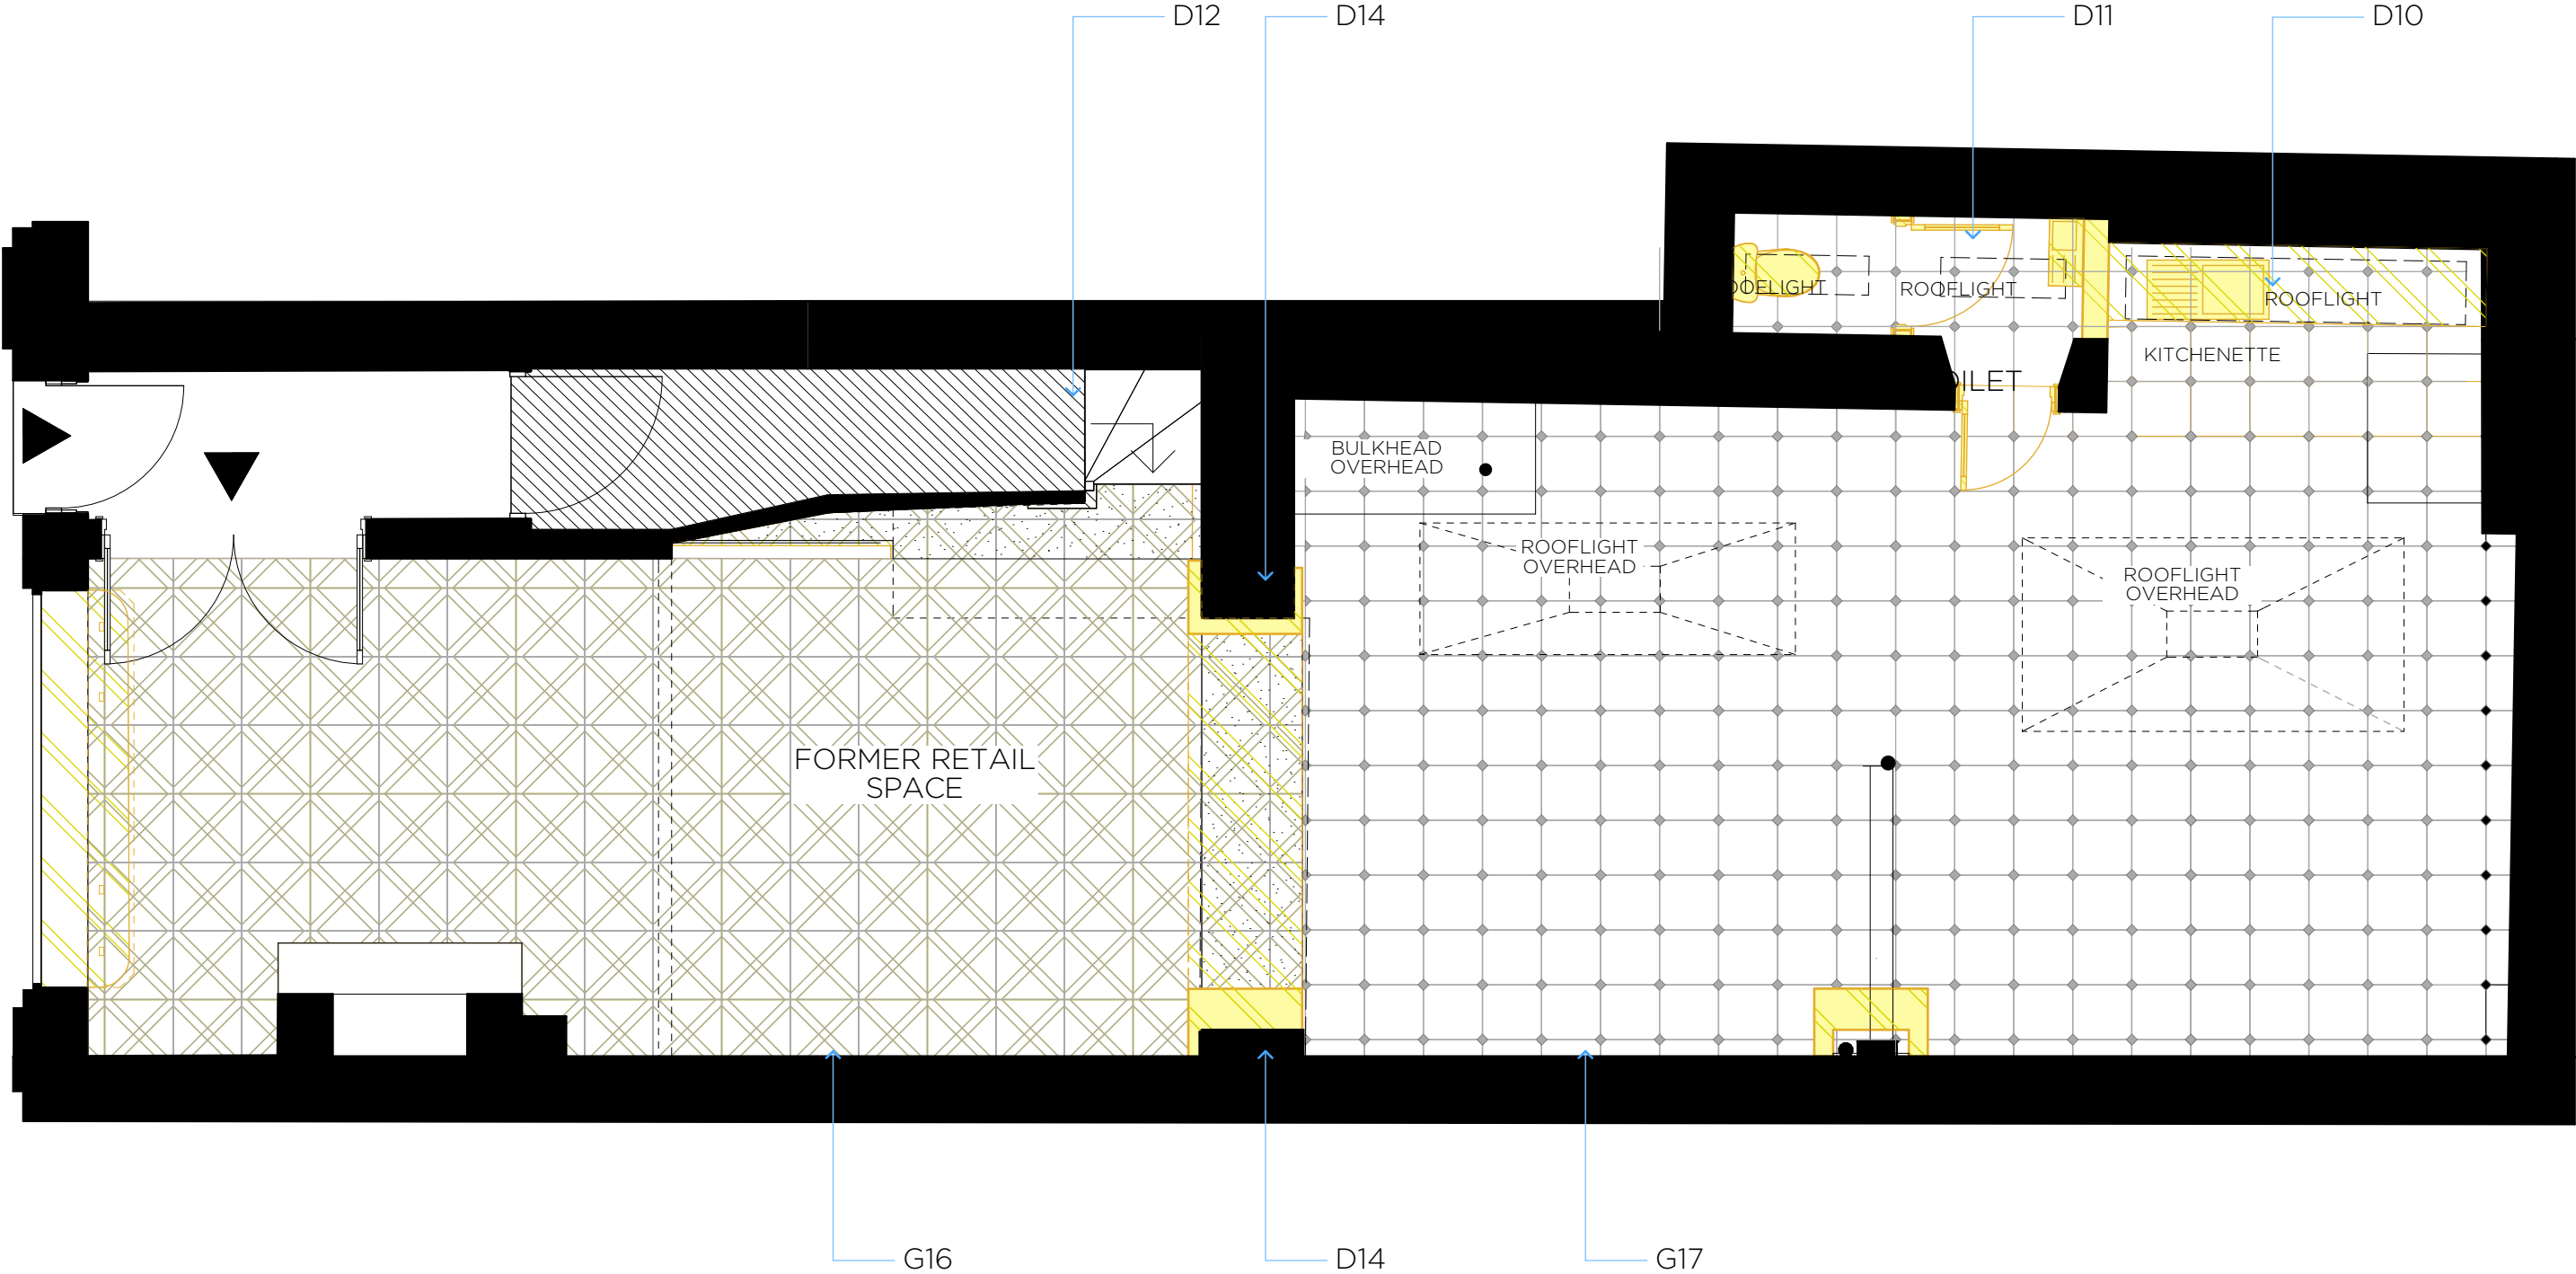 D12
D14
D11
D10
ROOFLIGHT
ROOFLIGHT
KITCHENETTE
BULKHEAD
OVERHEAD
ROOFLIGHT
OVERHEAD
ROOFLIGHT
OVERHEAD
FORMER RETAIL
SPACE
G16
D14
G17